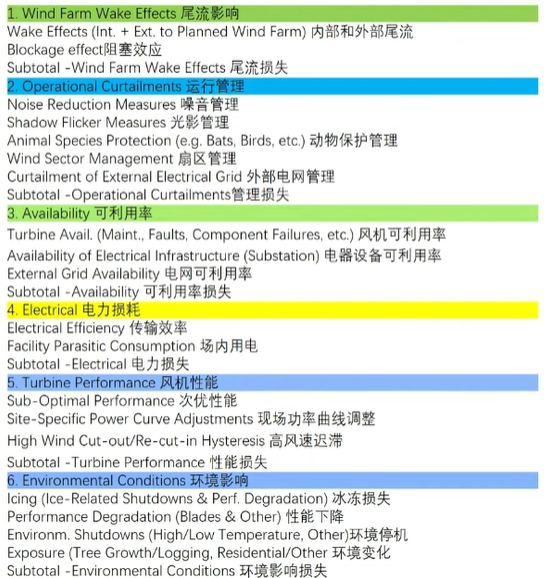 1. Wind Farm Wake Effects 尾流影响
Wake Effects (Int. + Ext. to Planned Wind Farm) 内部和外部尾流
Blockage effect阻塞效应
Subtotal -Wind Farm Wake Effects 尾流损失
2. Operational Curtailments 运行管理
Noise Reduction Measures 噪音管理
Shadow Flicker Measures 光影管理
Animal Species Protection (e.g. Bats, Birds, etc.) 动物保护管理
Wind Sector Management 扇区管理
Curtailment of External Electrical Grid 外部电网管理
Subtotal -Operational Curtailments管理损失
3. Availability 可利用率
Turbine Avail. (Maint., Faults, Component Failures, etc.) 风机可利用率
Availability of Electrical Infrastructure (Substation) 电器设备可利用率
External Grid Availability 电网可利用率
Subtotal -Availability 可利用率损失
4. Electrical 电力损耗
Electrical Efficiency 传输效率
Facility Parasitic Consumption 场内用电
Subtotal -Electrical 电力损失
5. Turbine Performance 风机性能
Sub-Optimal Performance 次优性能
Site-Specific Power Curve Adjustments 现场功率曲线调整
High Wind Cut-out/Re-cut-in Hysteresis 高风速迟滞
Subtotal -Turbine Performance 性能损失
6. Environmental Conditions 环境影响
Icing (Ice-Related Shutdowns & Perf. Degradation) 冰冻损失
Performance Degradation (Blades & Other) 性能下降
Environm. Shutdowns (High/Low Temperature, Other)环境停机
Exposure (Tree Growth/Logging, Residential/Other 环境变化
Subtotal -Environmental Conditions 环境影响损失